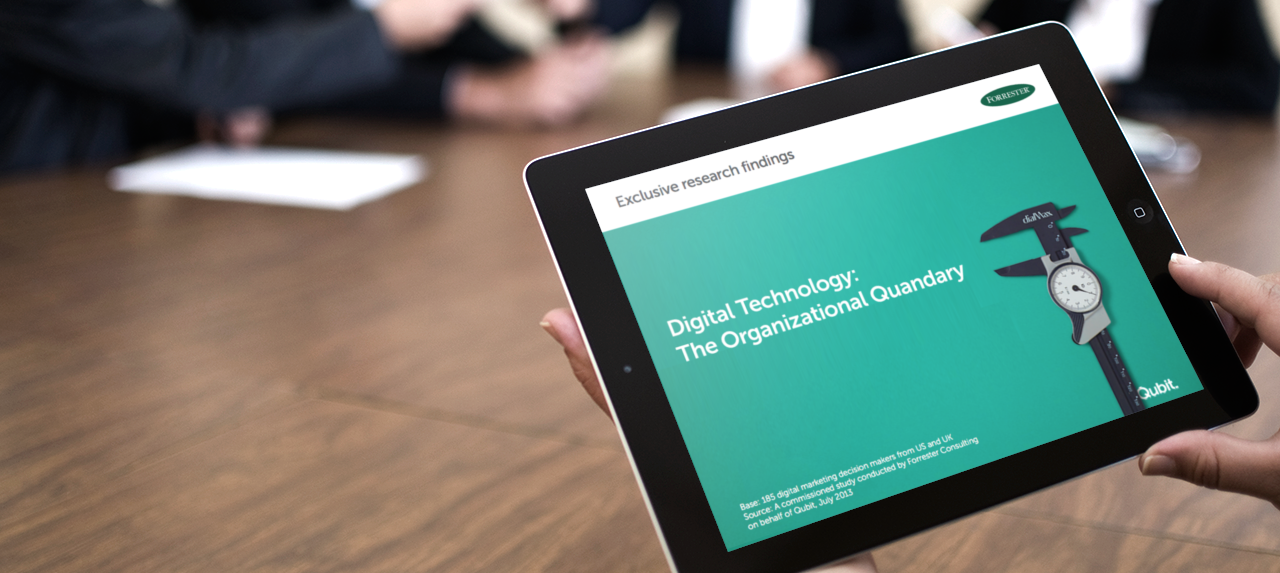 Exclusive research findings
FORRESTER
Digital Technology:
The Organizational Quandary
Qubit.
Base: 185 digital marketing decision makers from US and UK
Source: A commissioned study conducted by Forrester Consulting
on behalf of Qubit, July 2013